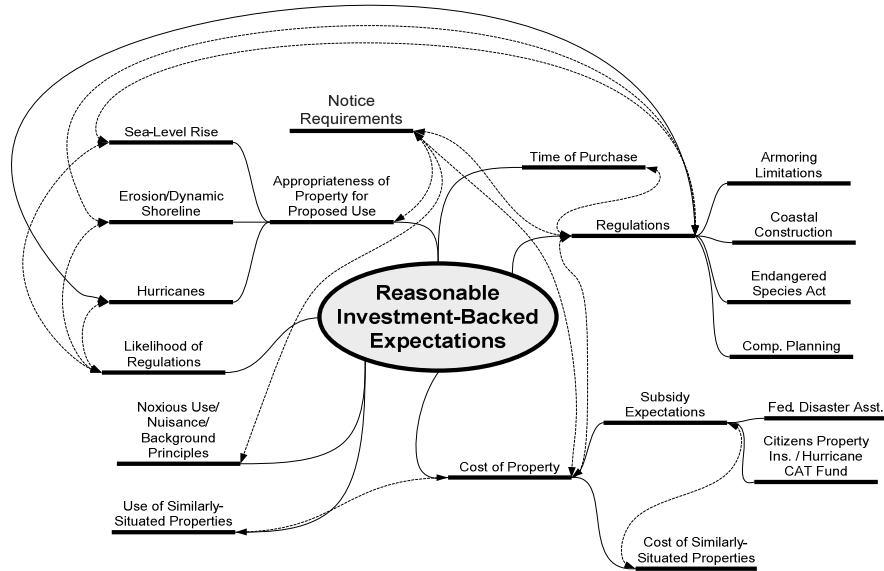 Notice
Requirements
Sea-Level Rise
Time of Purchase
Armoring
Limitations
Appropriateness of
Property for
Proposed Use
Erosion/Dynamic
Shoreline
Regulations
Coastal
Construction
Endangered
Species Act
Hurricanes
Reasonable
Investment-Backed
Expectations
Likelihood of
Regulations
Comp. Planning
Noxious Use/
Nuisance/
Background
Principles
Subsidy
Expectations
Fed. Disaster Asst.
Citizens Property
Ins. / Hurricane
CAT Fund
Cost of Property
Use of Similarly-
Situated Properties
Cost of Similarly-
Situated Properties